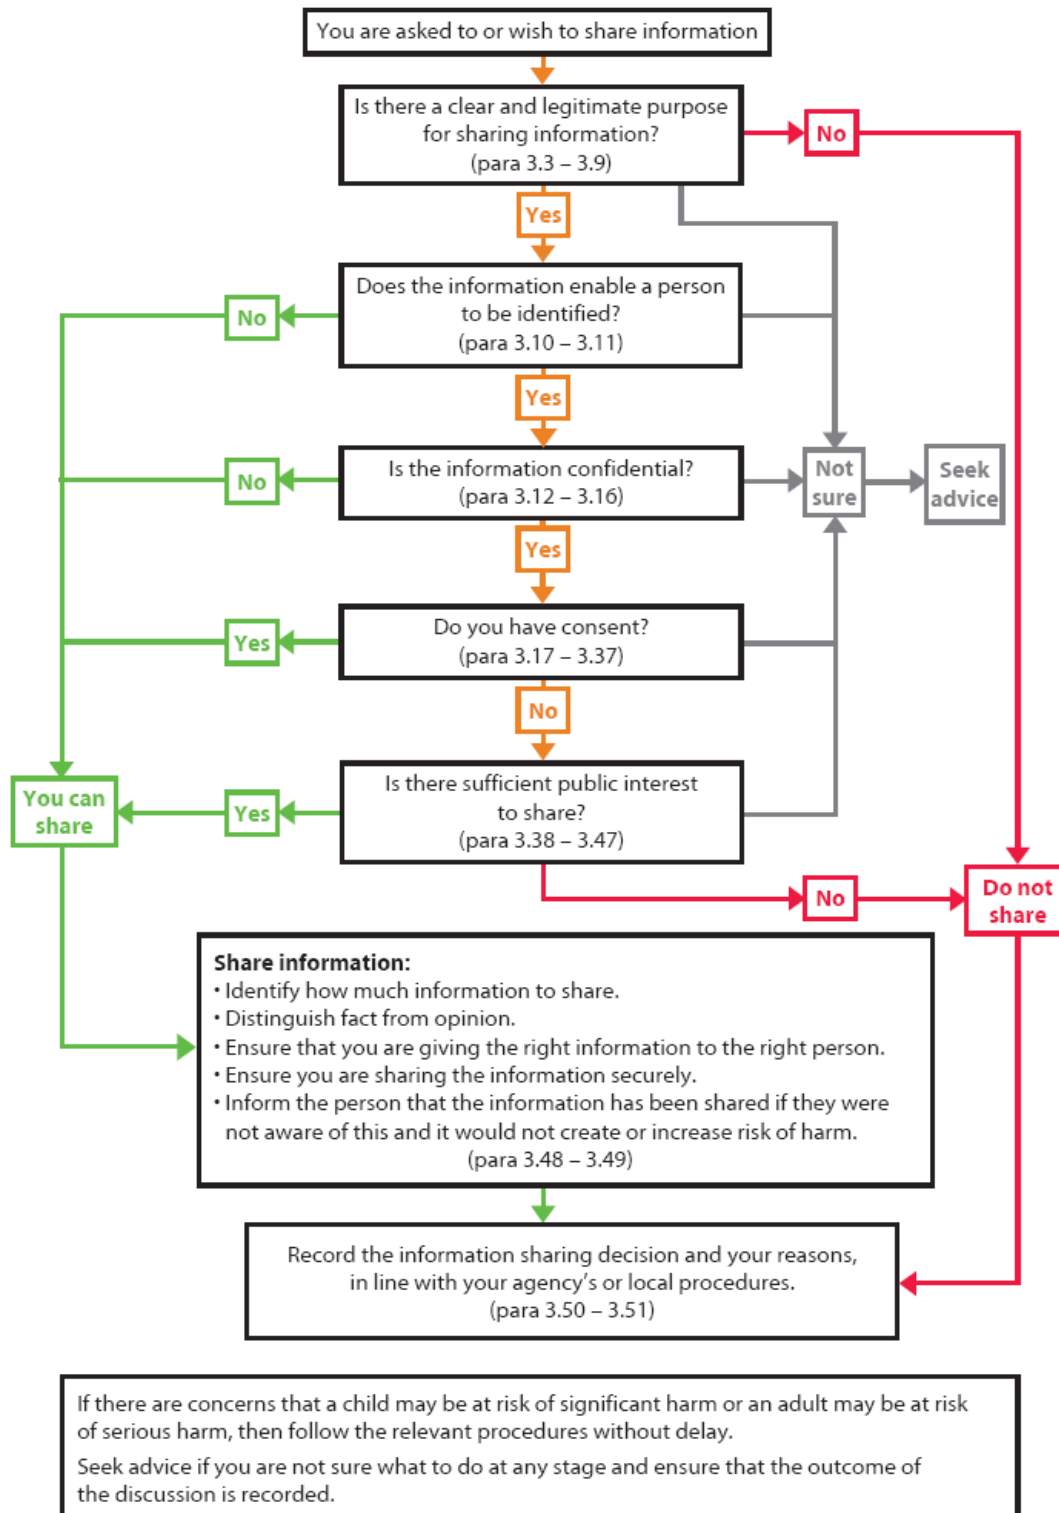 You are asked to or wish to share information
Is there a clear and legitimate purpose
for sharing information?
(para 3.3 – 3.9)
No
Yes
Does the information enable a person
to be identified?
(para 3.10 – 3.11)
No
Yes
Is the information confidential?
(para 3.12 – 3.16)
No
Not
sure
Seek
advice
Yes
Do you have consent?
(para 3.17 – 3.37)
Yes
No
Is there sufficient public interest
to share?
(para 3.38 – 3.47)
Yes
You can
share
No
Do not
share
Share information:
• Identify how much information to share.
• Distinguish fact from opinion.
• Ensure that you are giving the right information to the right person.
• Ensure you are sharing the information securely.
• Inform the person that the information has been shared if they were
not aware of this and it would not create or increase risk of harm.
(para 3.48 – 3.49)
Record the information sharing decision and your reasons,
in line with your agency's or local procedures.
(para 3.50 – 3.51)
If there are concerns that a child may be at risk of significant harm or an adult may be at risk
of serious harm, then follow the relevant procedures without delay.
Seek advice if you are not sure what to do at any stage and ensure that the outcome of
the discussion is recorded.